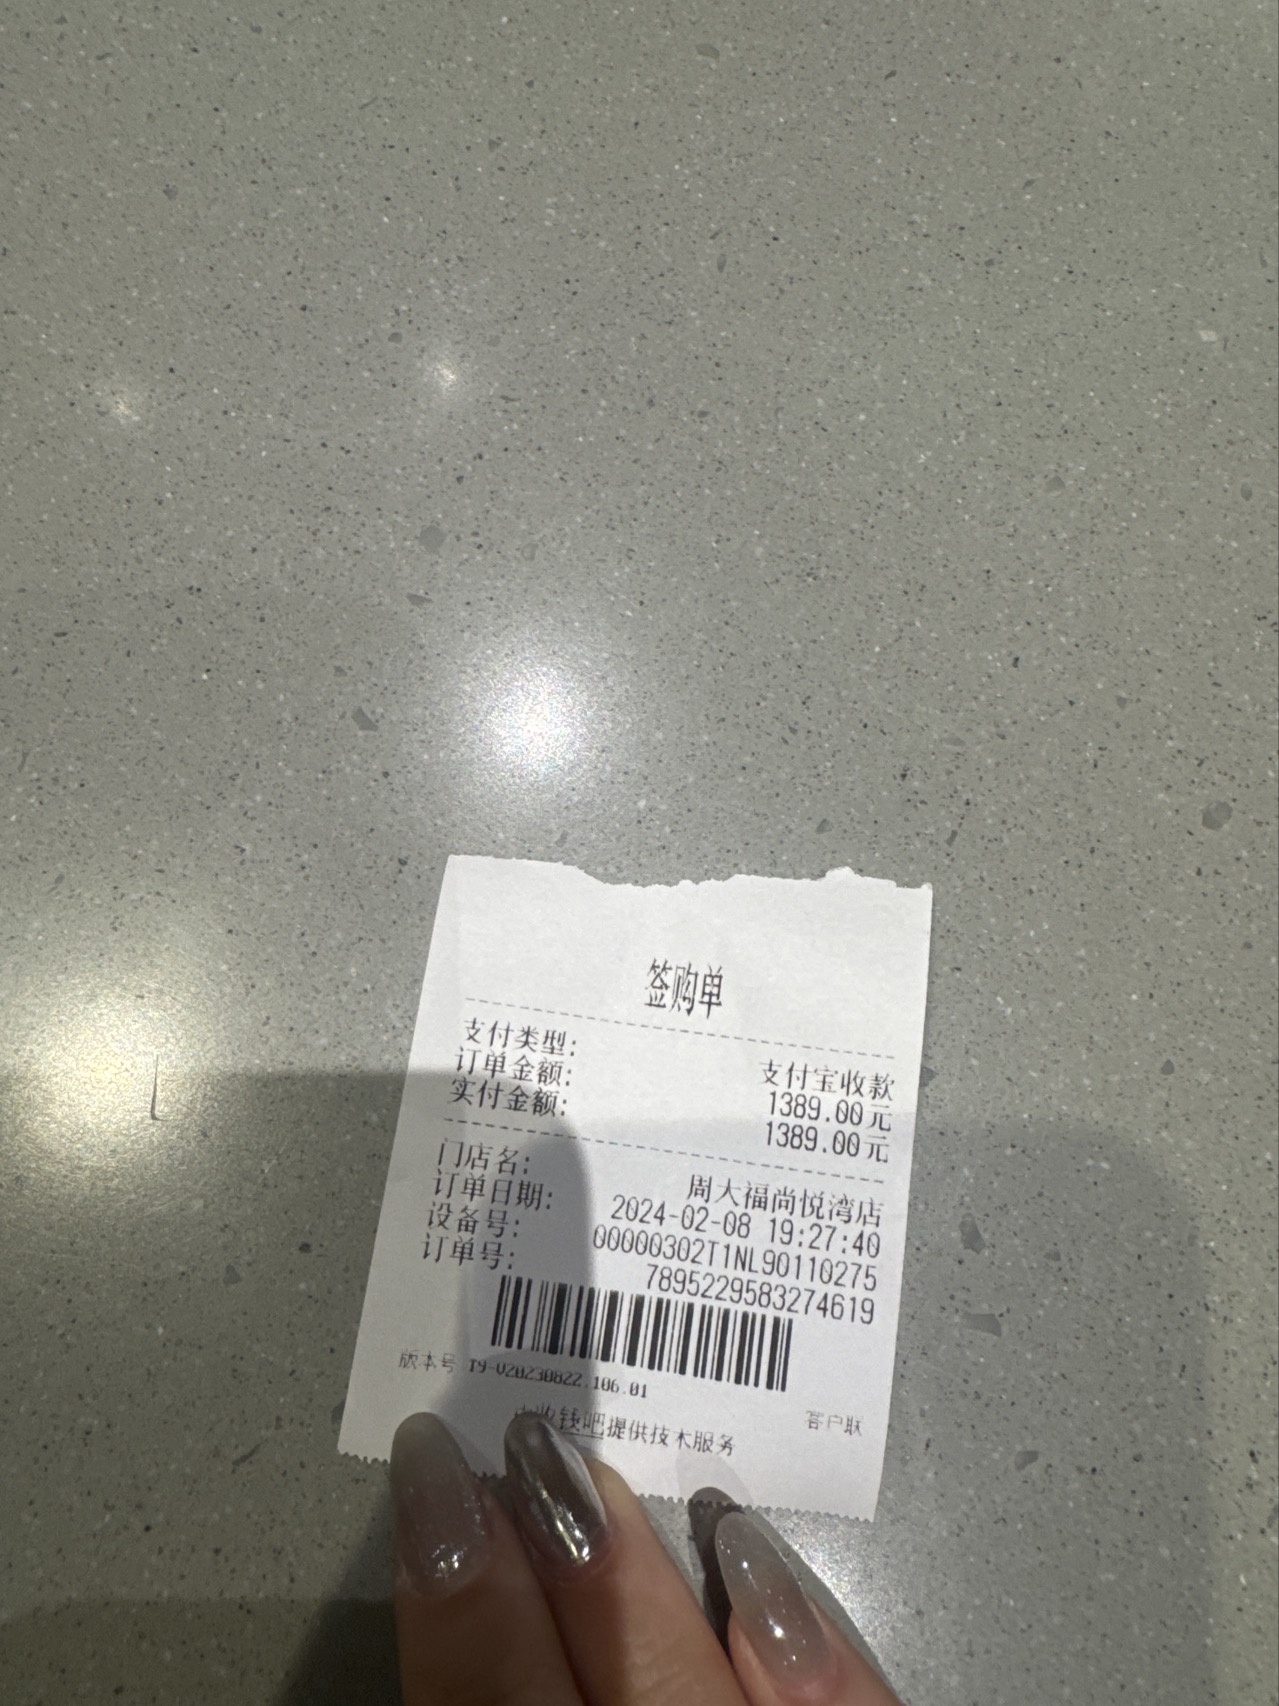 签购单
支付类型: 支付宝收款
订单金额: 1389.00元
实付金额: 1389.00元
门店名: 周大福尚悦湾店
订单日期: 2024-02-08 19:27:40
设备号: 00000302T1NL90110275
订单号: 7895229583274619
版本号 T9-V20230822.106.01
客户联
收钱吧提供技术服务